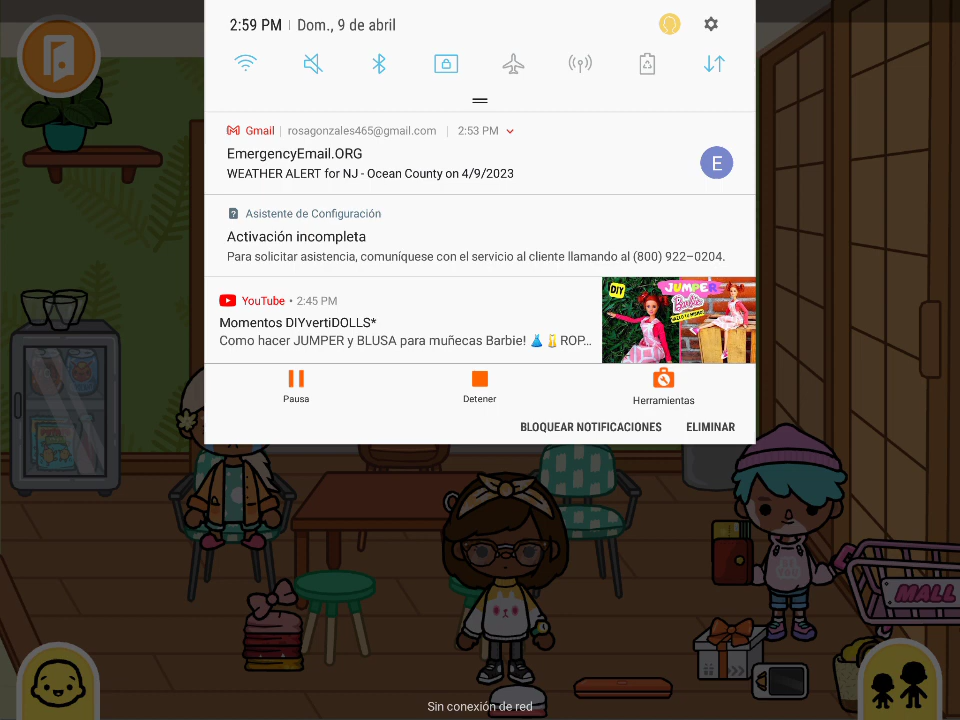 2:59 PM | Dom., 9 de abril
Gmail | rosagonzales465@gmail.com | 2:53 PM
EmergencyEmail.ORG
WEATHER ALERT for NJ - Ocean County on 4/9/2023
E
Asistente de Configuración
Activación incompleta
Para solicitar asistencia, comuníquese con el servicio al cliente llamando al (800) 922–0204.
YouTube • 2:45 PM
Momentos DIYvertiDOLLS*
Como hacer JUMPER y BLUSA para muñecas Barbie! 👗 ROP...
DIY
JUMPER
Barbie
Pausa
Detener
Herramientas
BLOQUEAR NOTIFICACIONES
ELIMINAR
MALL
Sin conexión de red